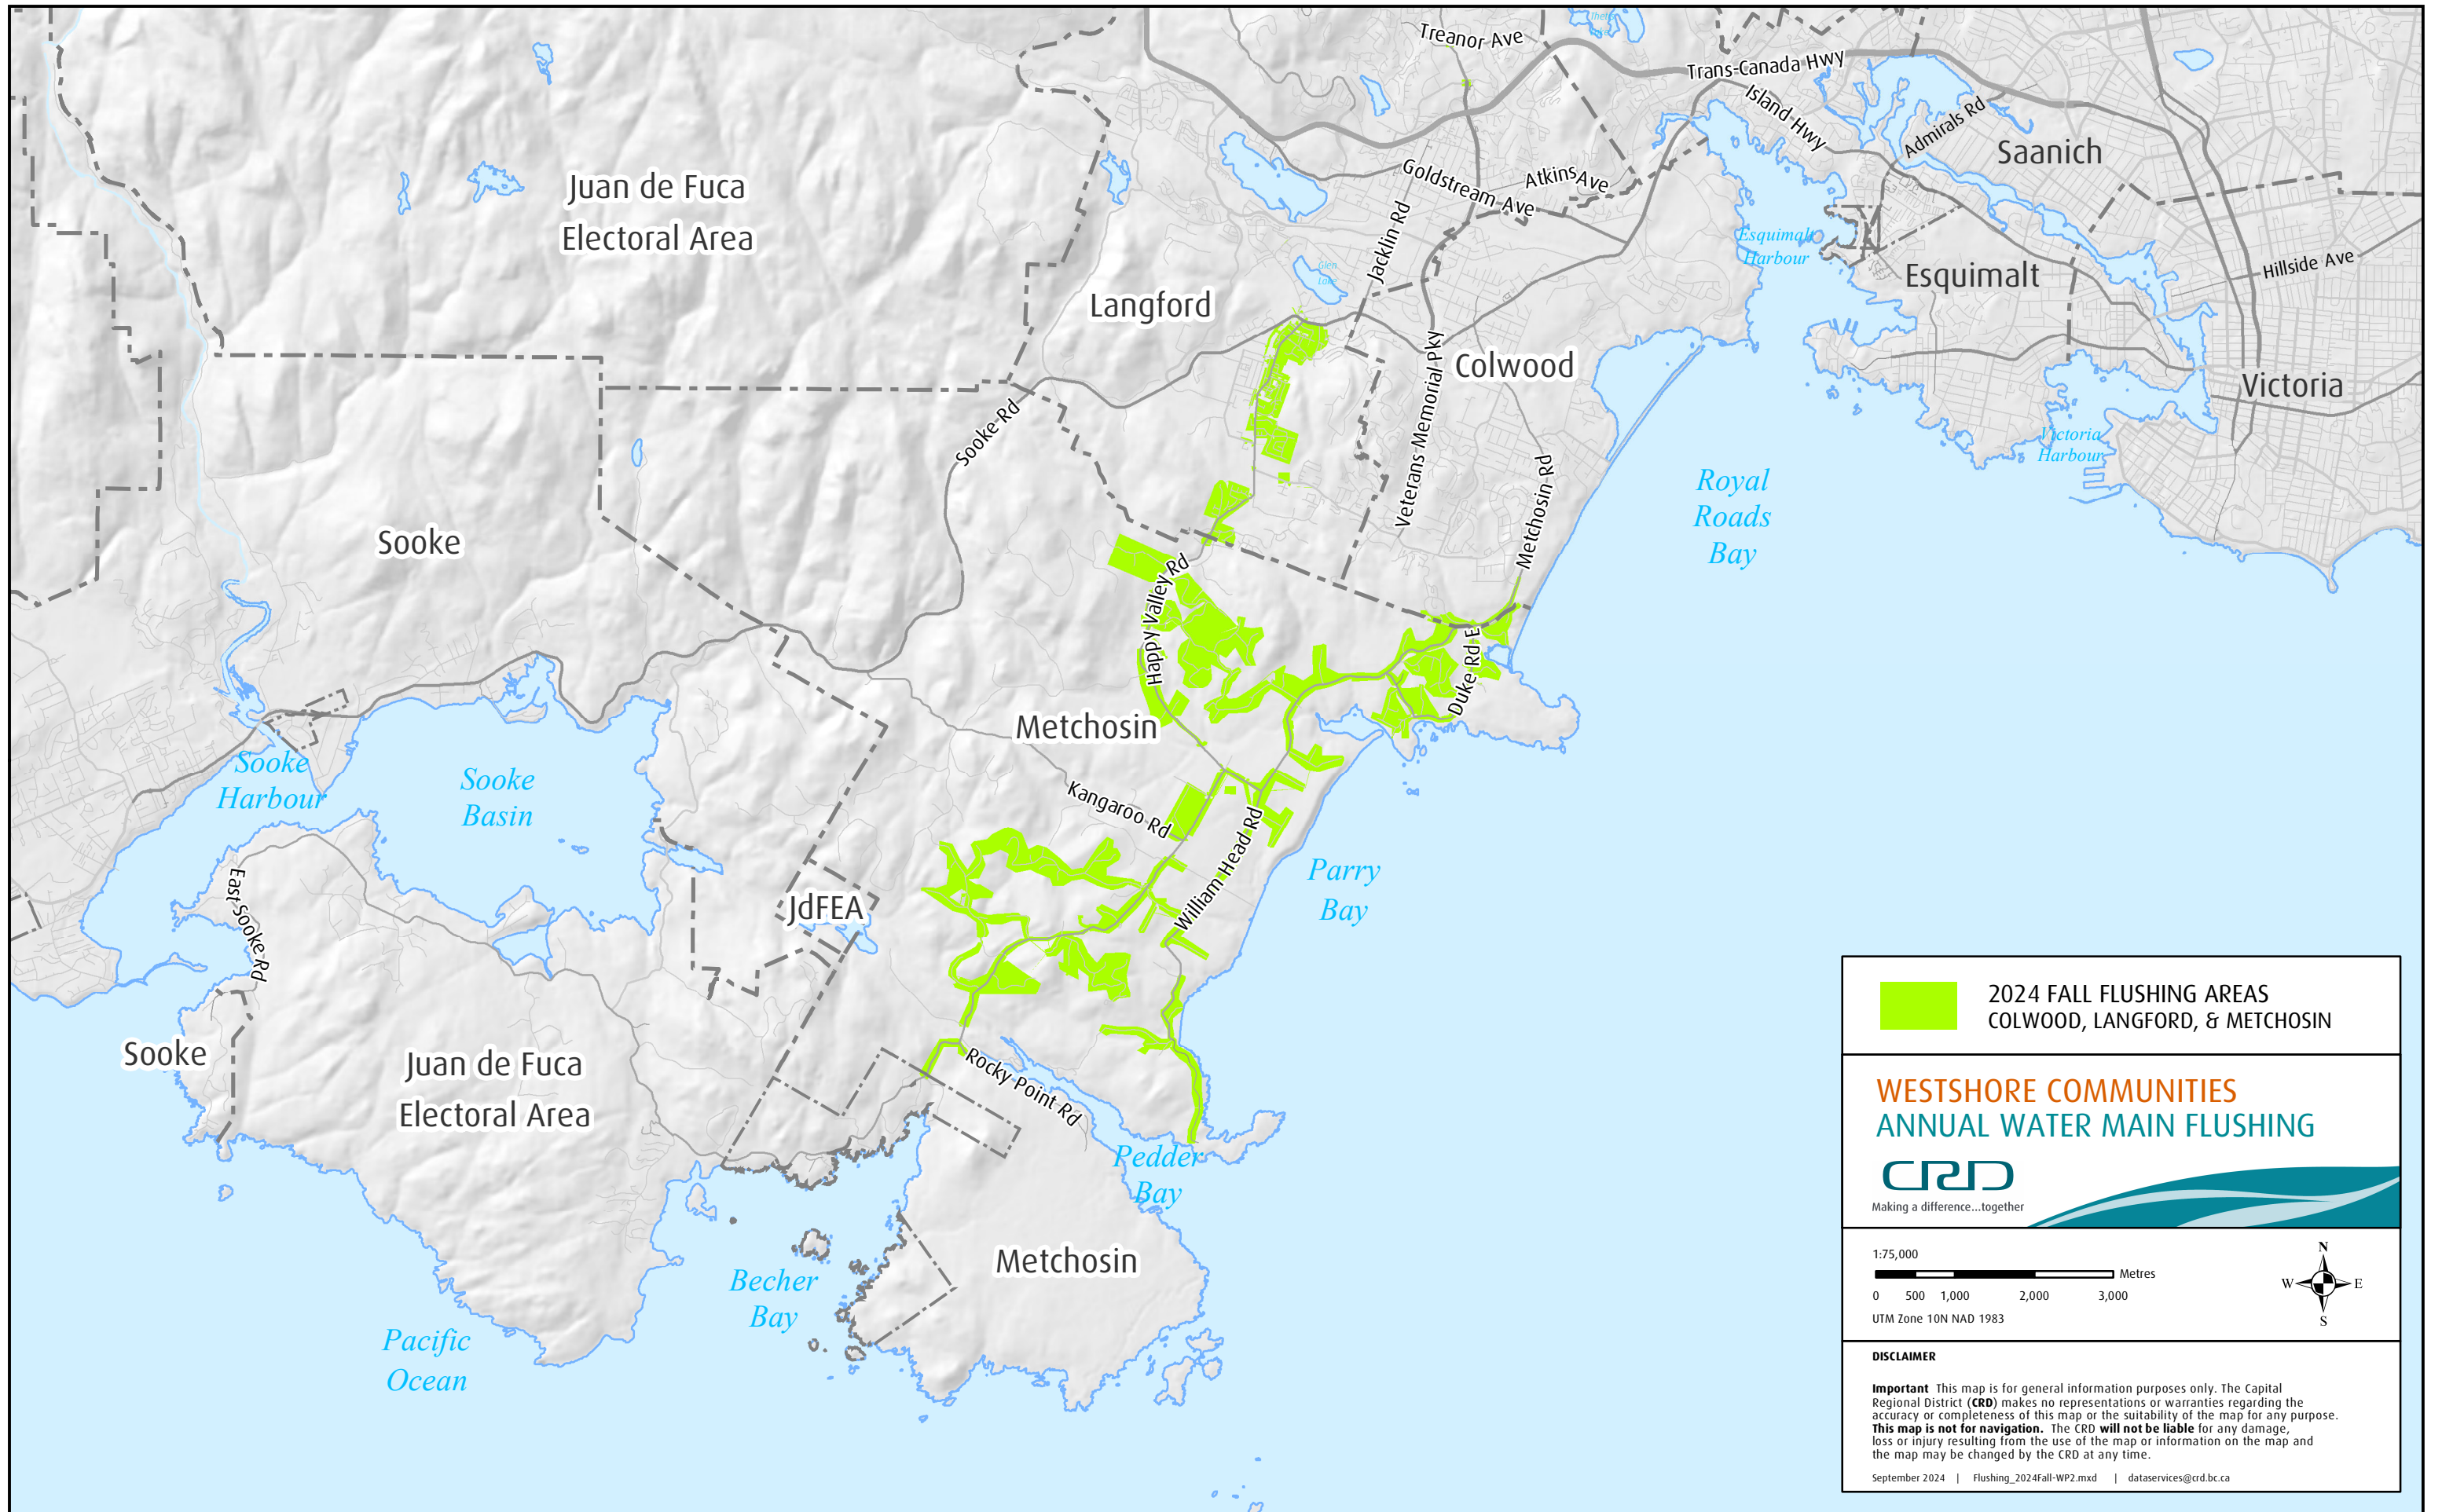 Treanor Ave
Trans-Canada Hwy
Island Hwy
Admirals Rd
Saanich
Juan de Fuca
Electoral Area
Goldstream Ave
Atkins Ave
Jacklin Rd
Esquimalt
Harbour
Esquimalt
Hillside Ave
Glen
Lake
Langford
Colwood
Victoria
Veterans Memorial Pky
Sooke Rd
Victoria
Harbour
Metchosin Rd
Royal
Roads
Bay
Sooke
Happy Valley Rd
Duke Rd E
Metchosin
Sooke
Harbour
Sooke
Basin
Kangaroo Rd
William Head Rd
Parry
Bay
East Sooke Rd
JdFEA
Sooke
Juan de Fuca
Electoral Area
Rocky Point Rd
Pedder
Bay
Metchosin
Becher
Bay
Pacific
Ocean
2024 FALL FLUSHING AREAS
COLWOOD, LANGFORD, & METCHOSIN
WESTSHORE COMMUNITIES
ANNUAL WATER MAIN FLUSHING
CRD
Making a difference...together
1:75,000
Metres
0 500 1,000 2,000 3,000
UTM Zone 10N NAD 1983
N
W E
S
DISCLAIMER
Important This map is for general information purposes only. The Capital
Regional District (CRD) makes no representations or warranties regarding the
accuracy or completeness of this map or the suitability of the map for any purpose.
This map is not for navigation. The CRD will not be liable for any damage,
loss or injury resulting from the use of the map or information on the map and
the map may be changed by the CRD at any time.
September 2024 | Flushing_2024Fall-WP2.mxd | dataservices@crd.bc.ca